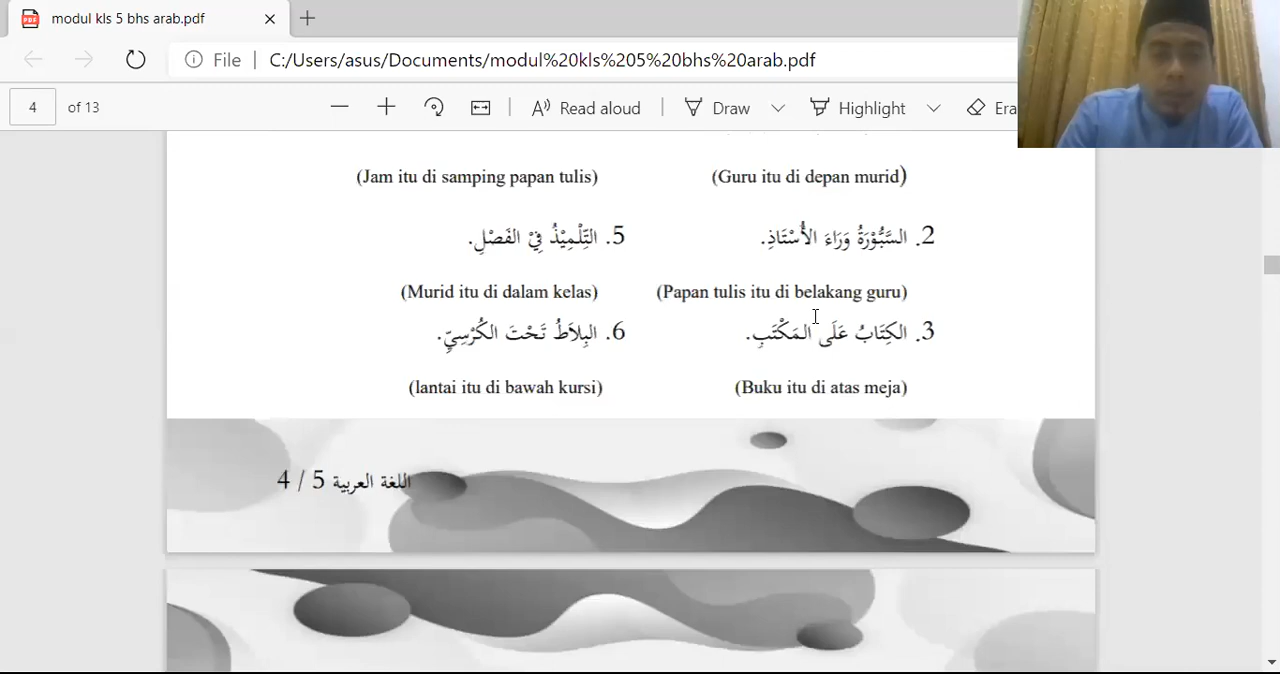 modul kls 5 bhs arab.pdf
File | C:/Users/asus/Documents/modul%20kls%205%20bhs%20arab.pdf
4 of 13 Read aloud Draw Highlight Era
(Guru itu di depan murid) (Jam itu di samping papan tulis)
2. السَّبُّوْرَةُ وَرَاءَ الأُسْتَاذِ. 5. التِّلْمِيْذُ فِيْ الفَصْلِ.
(Papan tulis itu di belakang guru) (Murid itu di dalam kelas)
3. الكِتَابُ عَلَى المَكْتَبِ. 6. البِلَاطُ تَحْتَ الكُرْسِيِّ.
(Buku itu di atas meja) (lantai itu di bawah kursi)
اللغة العربية 5 / 4